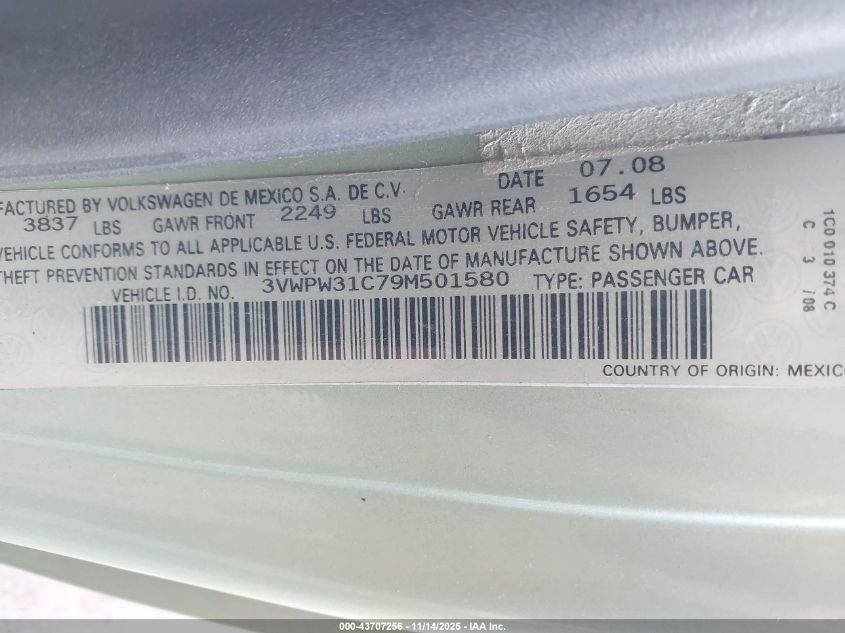 FACTURED BY VOLKSWAGEN DE MEXICO S.A. DE C.V. DATE 07.08
3837 LBS GAWR FRONT 2249 LBS GAWR REAR 1654 LBS
VEHICLE CONFORMS TO ALL APPLICABLE U.S. FEDERAL MOTOR VEHICLE SAFETY, BUMPER,
THEFT PREVENTION STANDARDS IN EFFECT ON THE DATE OF MANUFACTURE SHOWN ABOVE.
VEHICLE I.D. NO. 3VWPW31C79M501580 TYPE: PASSENGER CAR
COUNTRY OF ORIGIN: MEXICO
1C0 010 374 C
C 3 /08
000-43707256 - 11/14/2025 - IAA Inc.